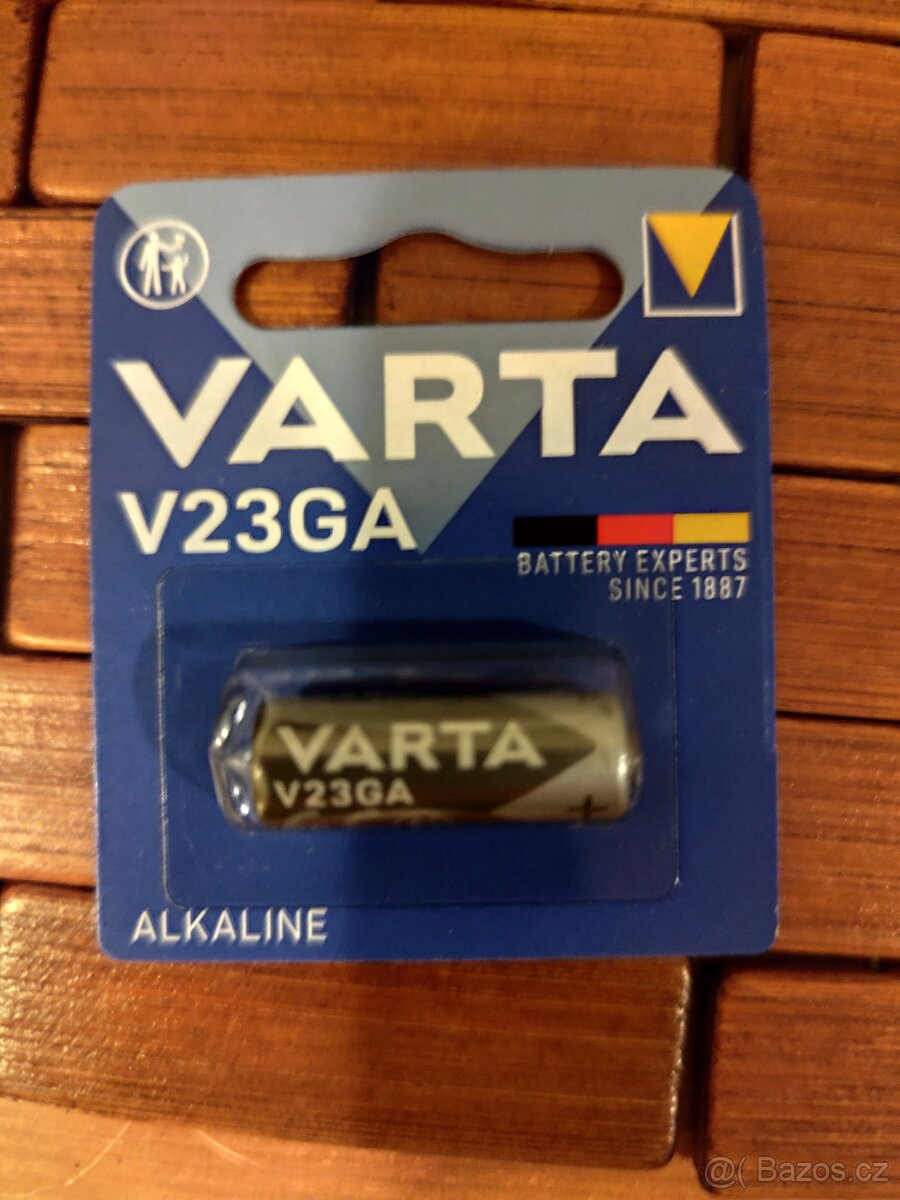 VARTA
V23GA
BATTERY EXPERTS
SINCE 1887
VARTA
V23GA
+
ALKALINE
@( Bazos.cz